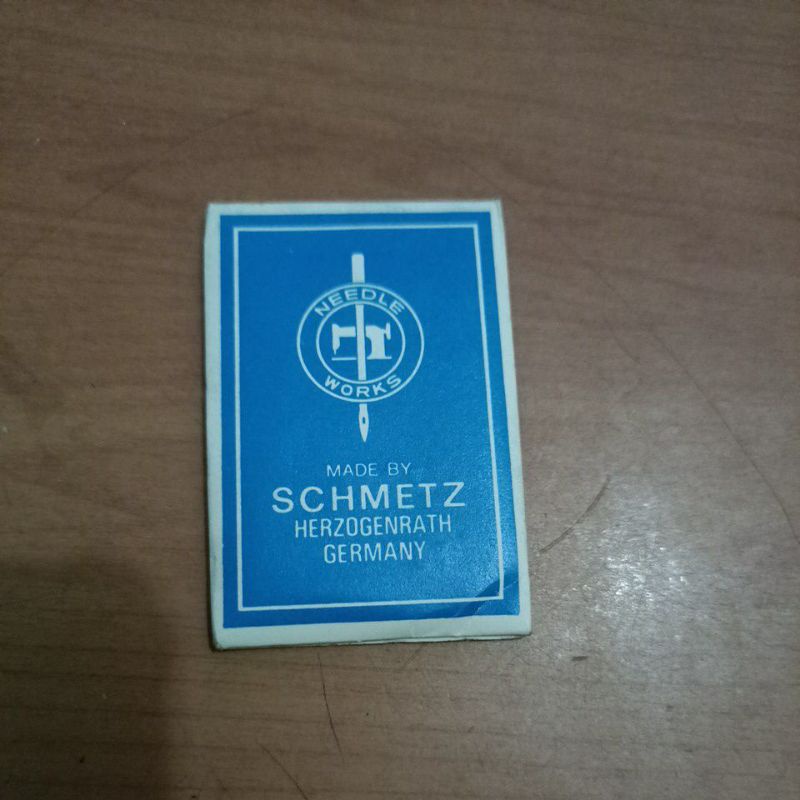 NEEDLE
WORKS
MADE BY
SCHMETZ
HERZOGENRATH
GERMANY